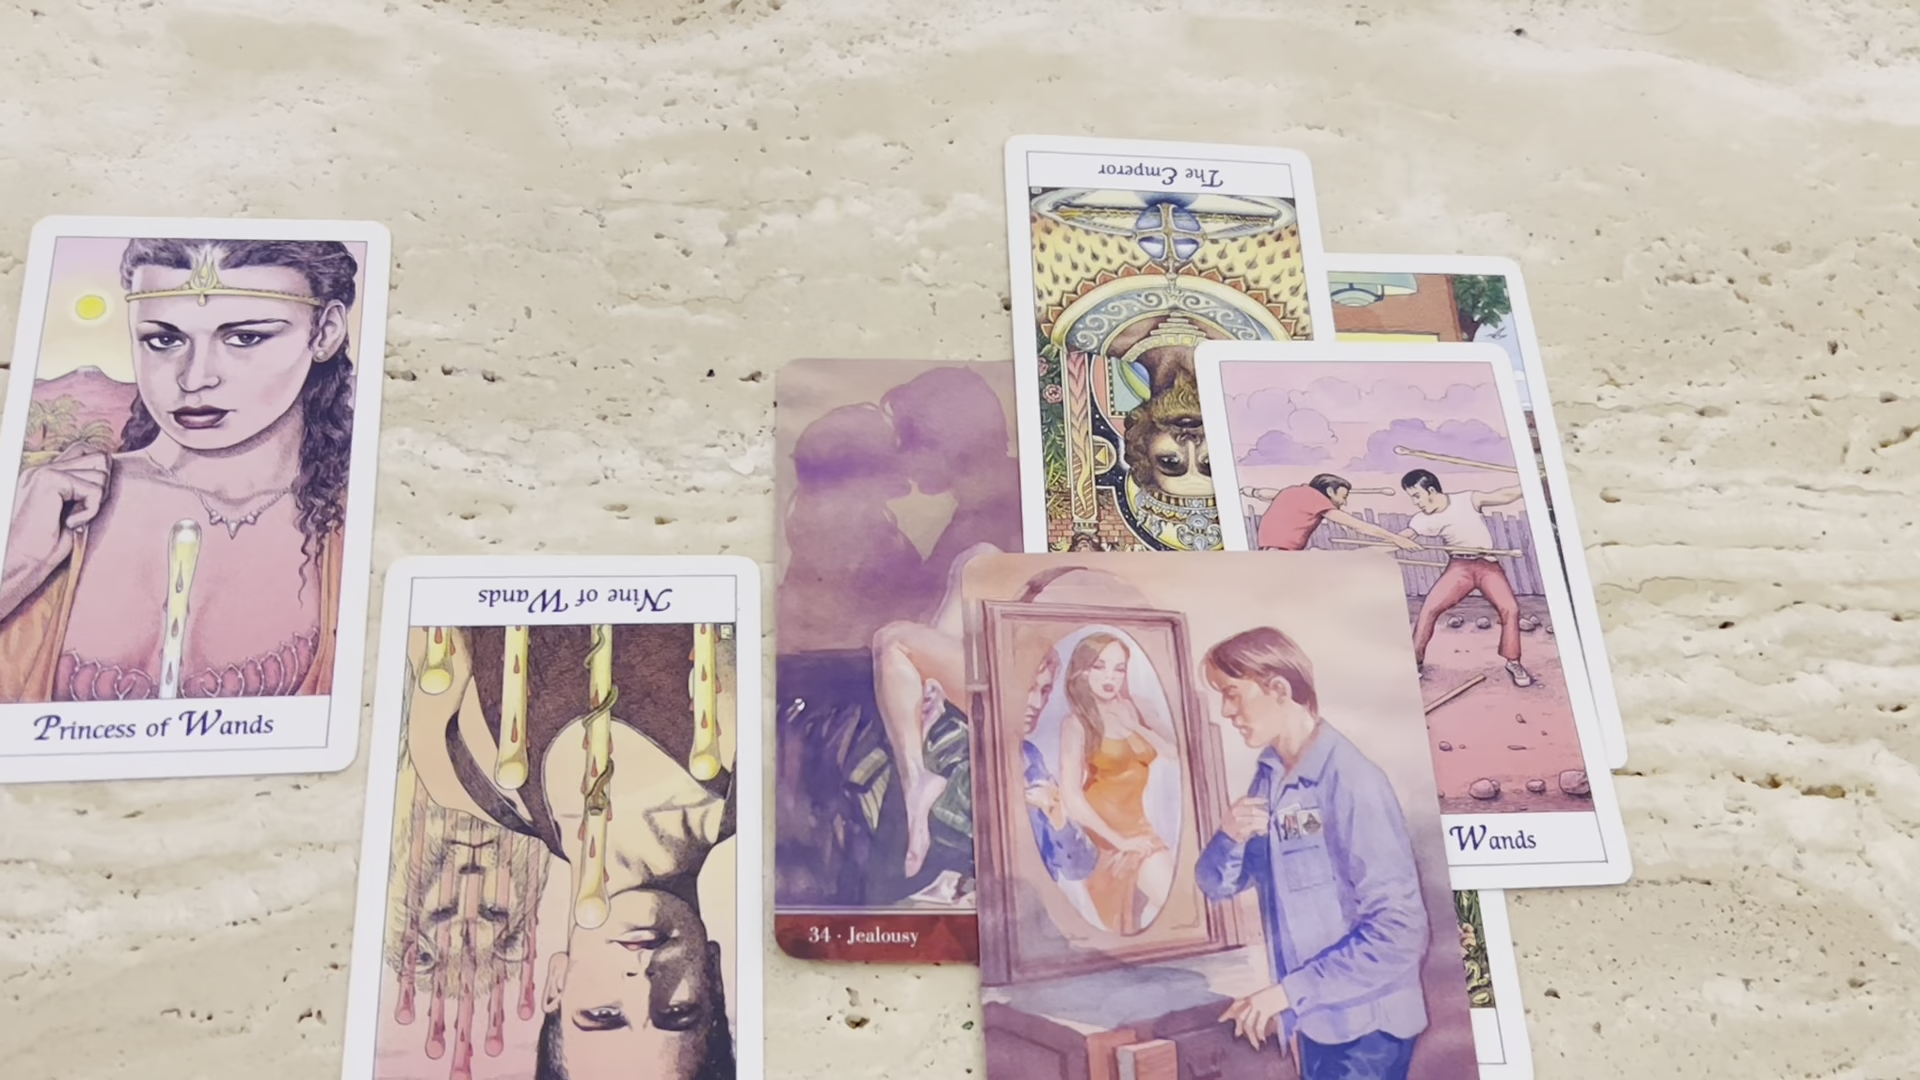 The Emperor
Princess of Wands
Nine of Wands
Wands
34 · Jealousy